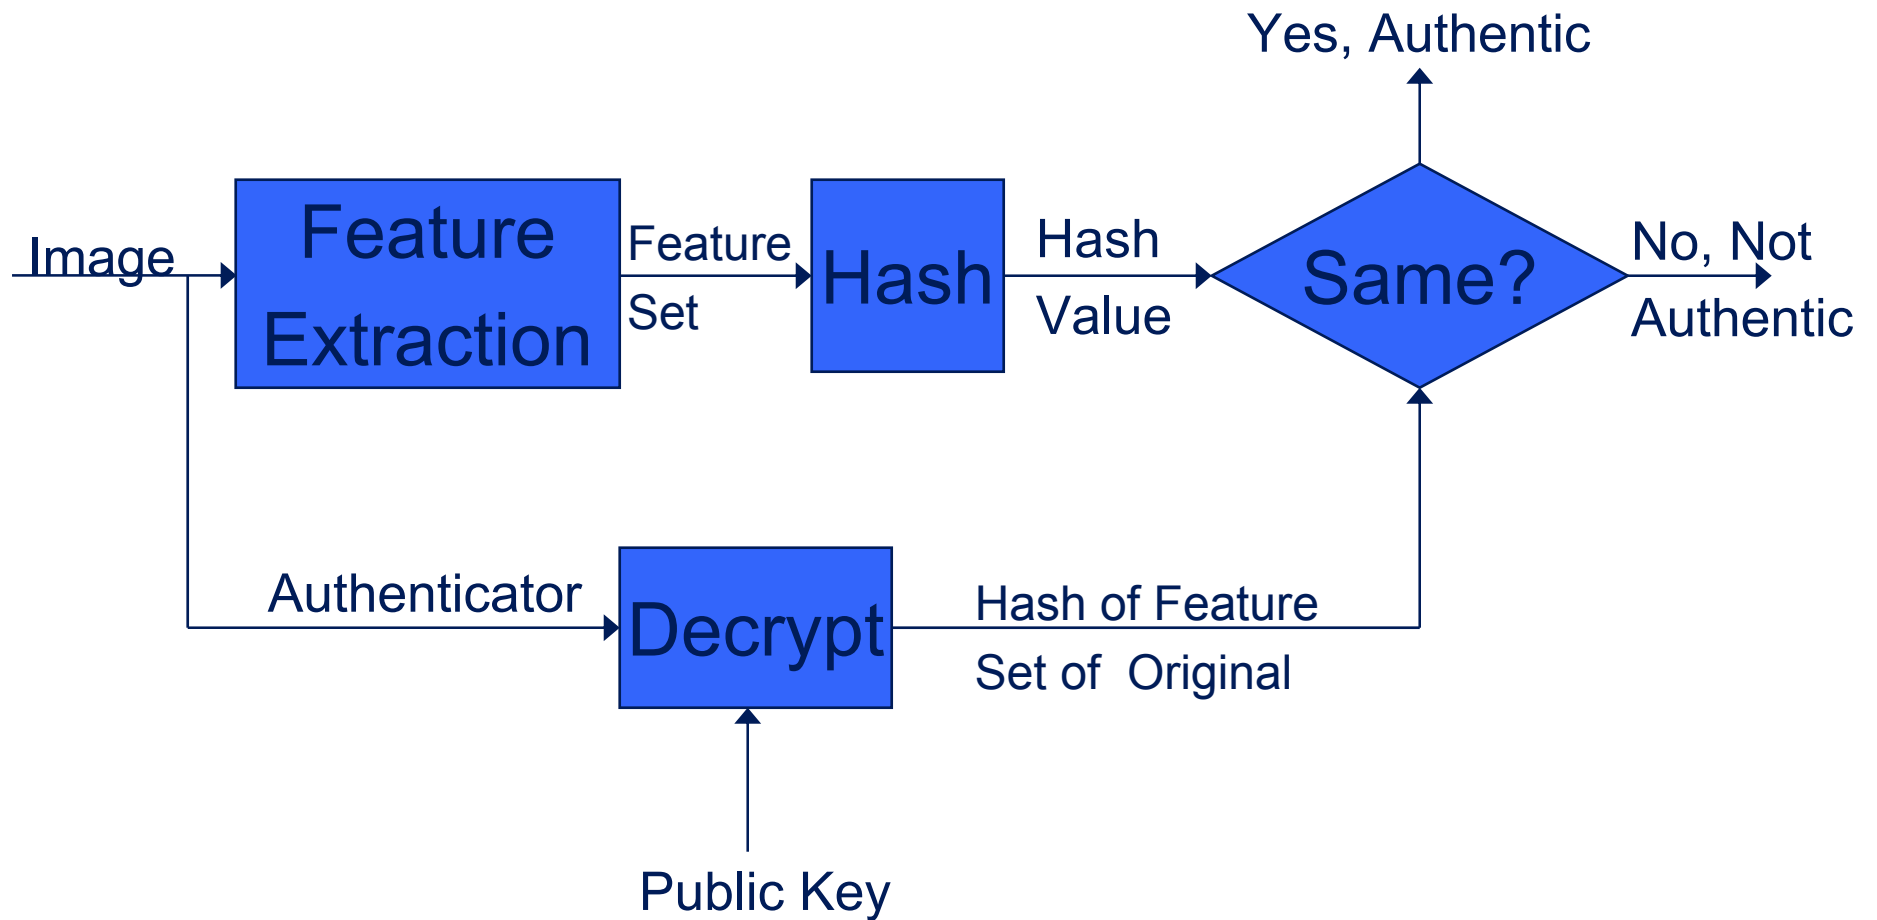 Yes, Authentic
Image
Feature
Extraction
Feature
Set
Hash
Hash
Value
Same?
No, Not
Authentic
Authenticator
Decrypt
Hash of Feature
Set of  Original
Public Key